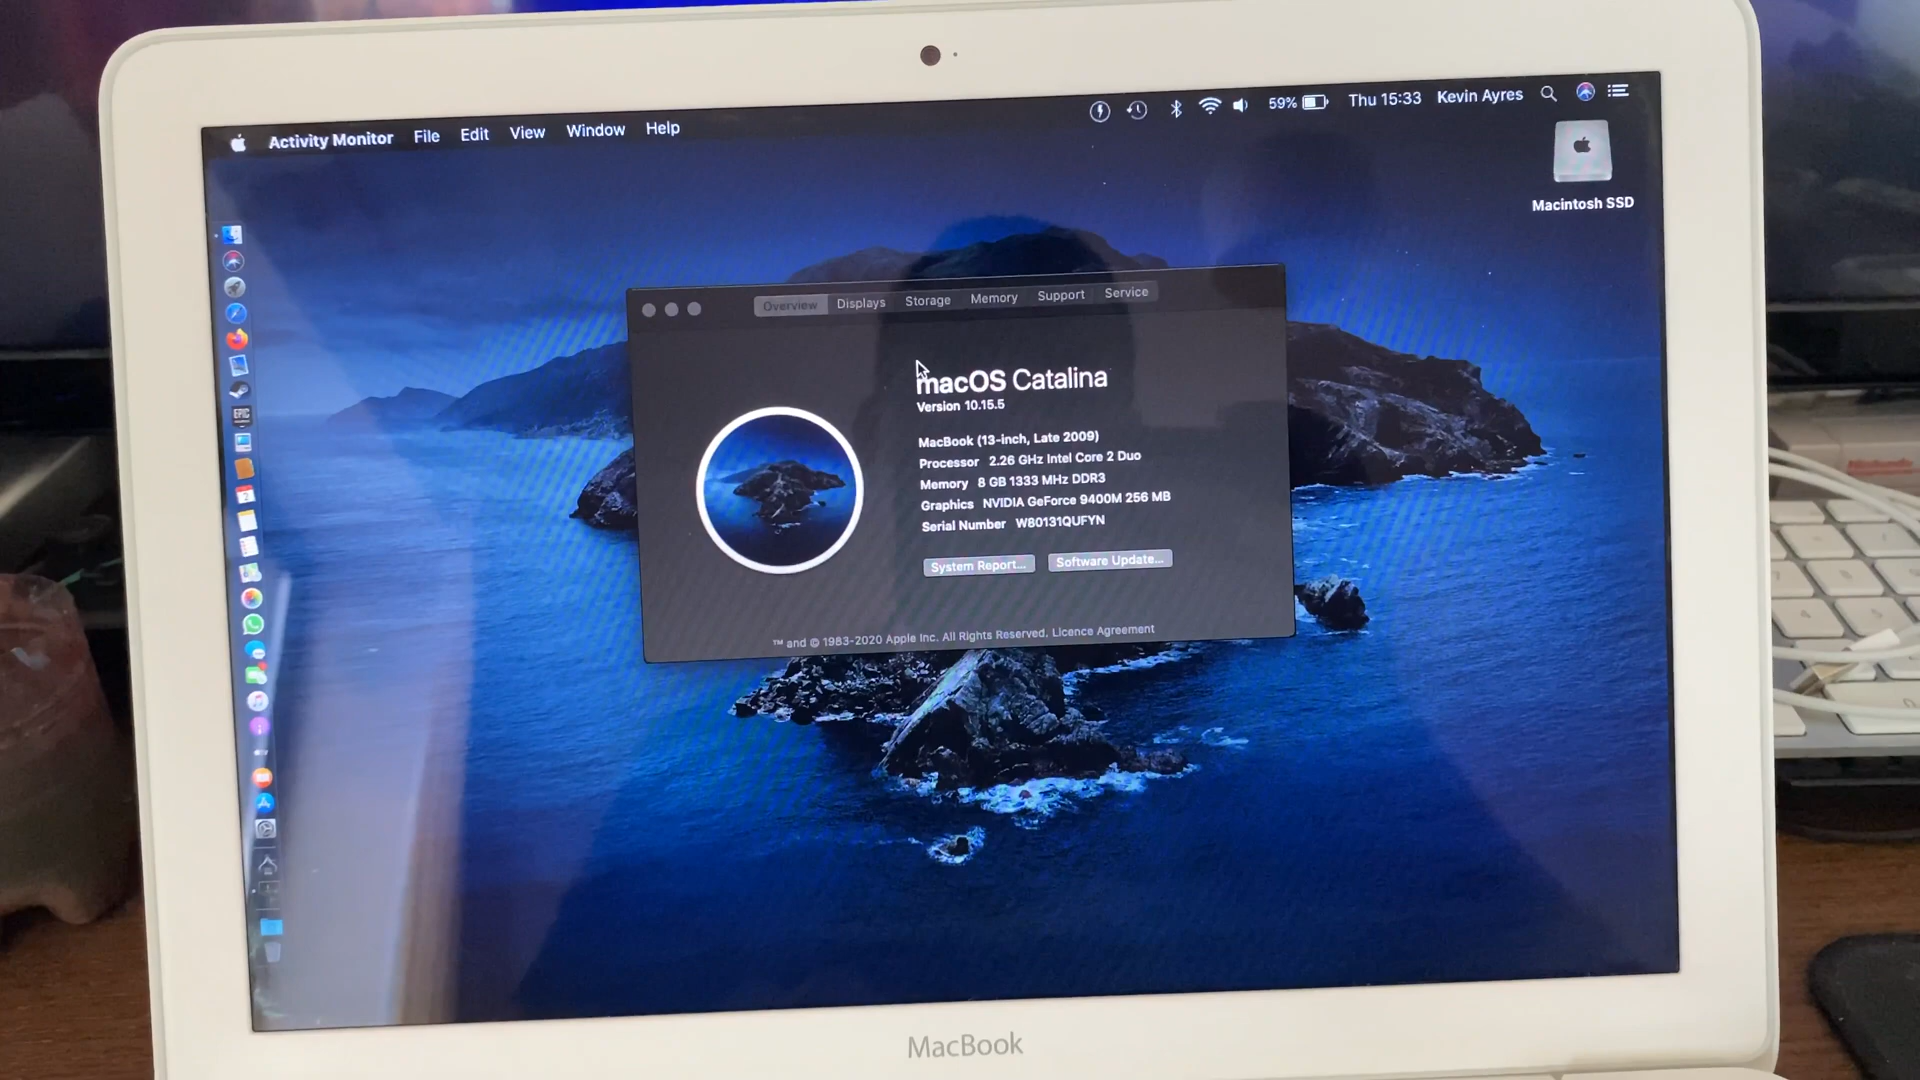 Activity Monitor File Edit View Window Help 59% Thu 15:33 Kevin Ayres
Macintosh SSD
Overview Displays Storage Memory Support Service
macOS Catalina
Version 10.15.5
MacBook (13-inch, Late 2009)
Processor 2.26 GHz Intel Core 2 Duo
Memory 8 GB 1333 MHz DDR3
Graphics NVIDIA GeForce 9400M 256 MB
Serial Number W80131QUFYN
System Report... Software Update...
™ and © 1983-2020 Apple Inc. All Rights Reserved. Licence Agreement
EPIC
2
MacBook